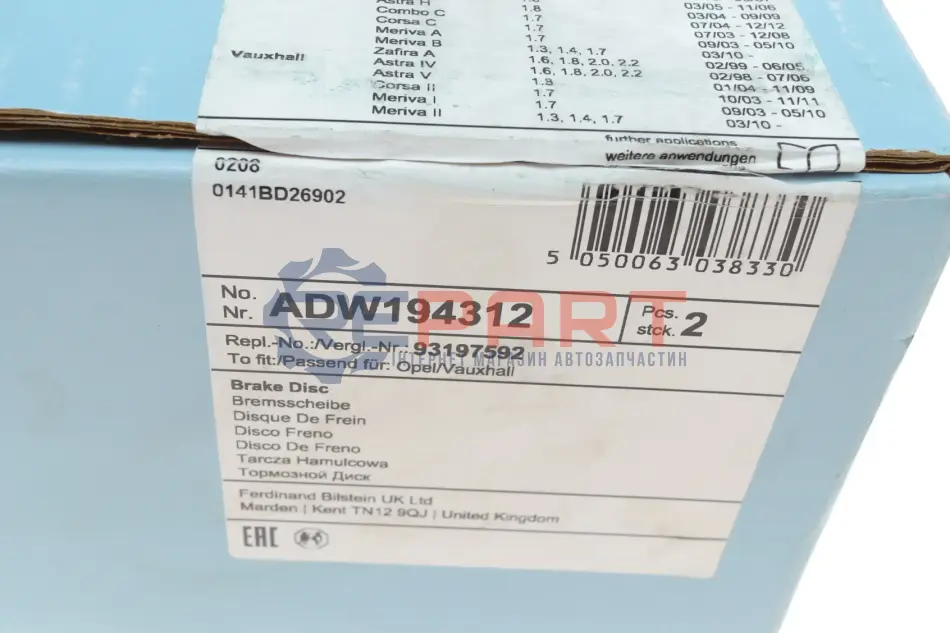 Astra H 1.8
Combo C 1.8 03/05 - 11/06
Corsa C 1.7 03/04 - 09/09
Meriva A 1.7 07/04 - 12/12
Meriva B 1.7 07/03 - 12/08
Vauxhall Zafira A 1.3, 1.4, 1.7 09/03 - 05/10
Astra IV 1.6, 1.8, 2.0, 2.2 03/10 -
Astra V 1.6, 1.8, 2.0, 2.2 02/99 - 06/05
Corsa II 1.8 02/98 - 07/06
Meriva I 1.7 01/04 - 11/09
Meriva II 1.7 10/03 - 11/11
1.3, 1.4, 1.7 09/03 - 05/10
03/10 -
further applications
weitere anwendungen
0206
0141BD26902
5 050063 038330
No.
Nr. ADW194312
Pcs.
stck. 2
Repl.-No.:/Vergl.-Nr.: 93197592
To fit:/Passend für: Opel/Vauxhall
Brake Disc
Bremsscheibe
Disque De Frein
Disco Freno
Disco De Freno
Tarcza Hamulcowa
Тормозной Диск
Ferdinand Bilstein UK Ltd
Marden | Kent TN12 9QJ | United Kingdom
EAC
PART
ІНТЕРНЕТ МАГАЗИН АВТОЗАПЧАСТИН